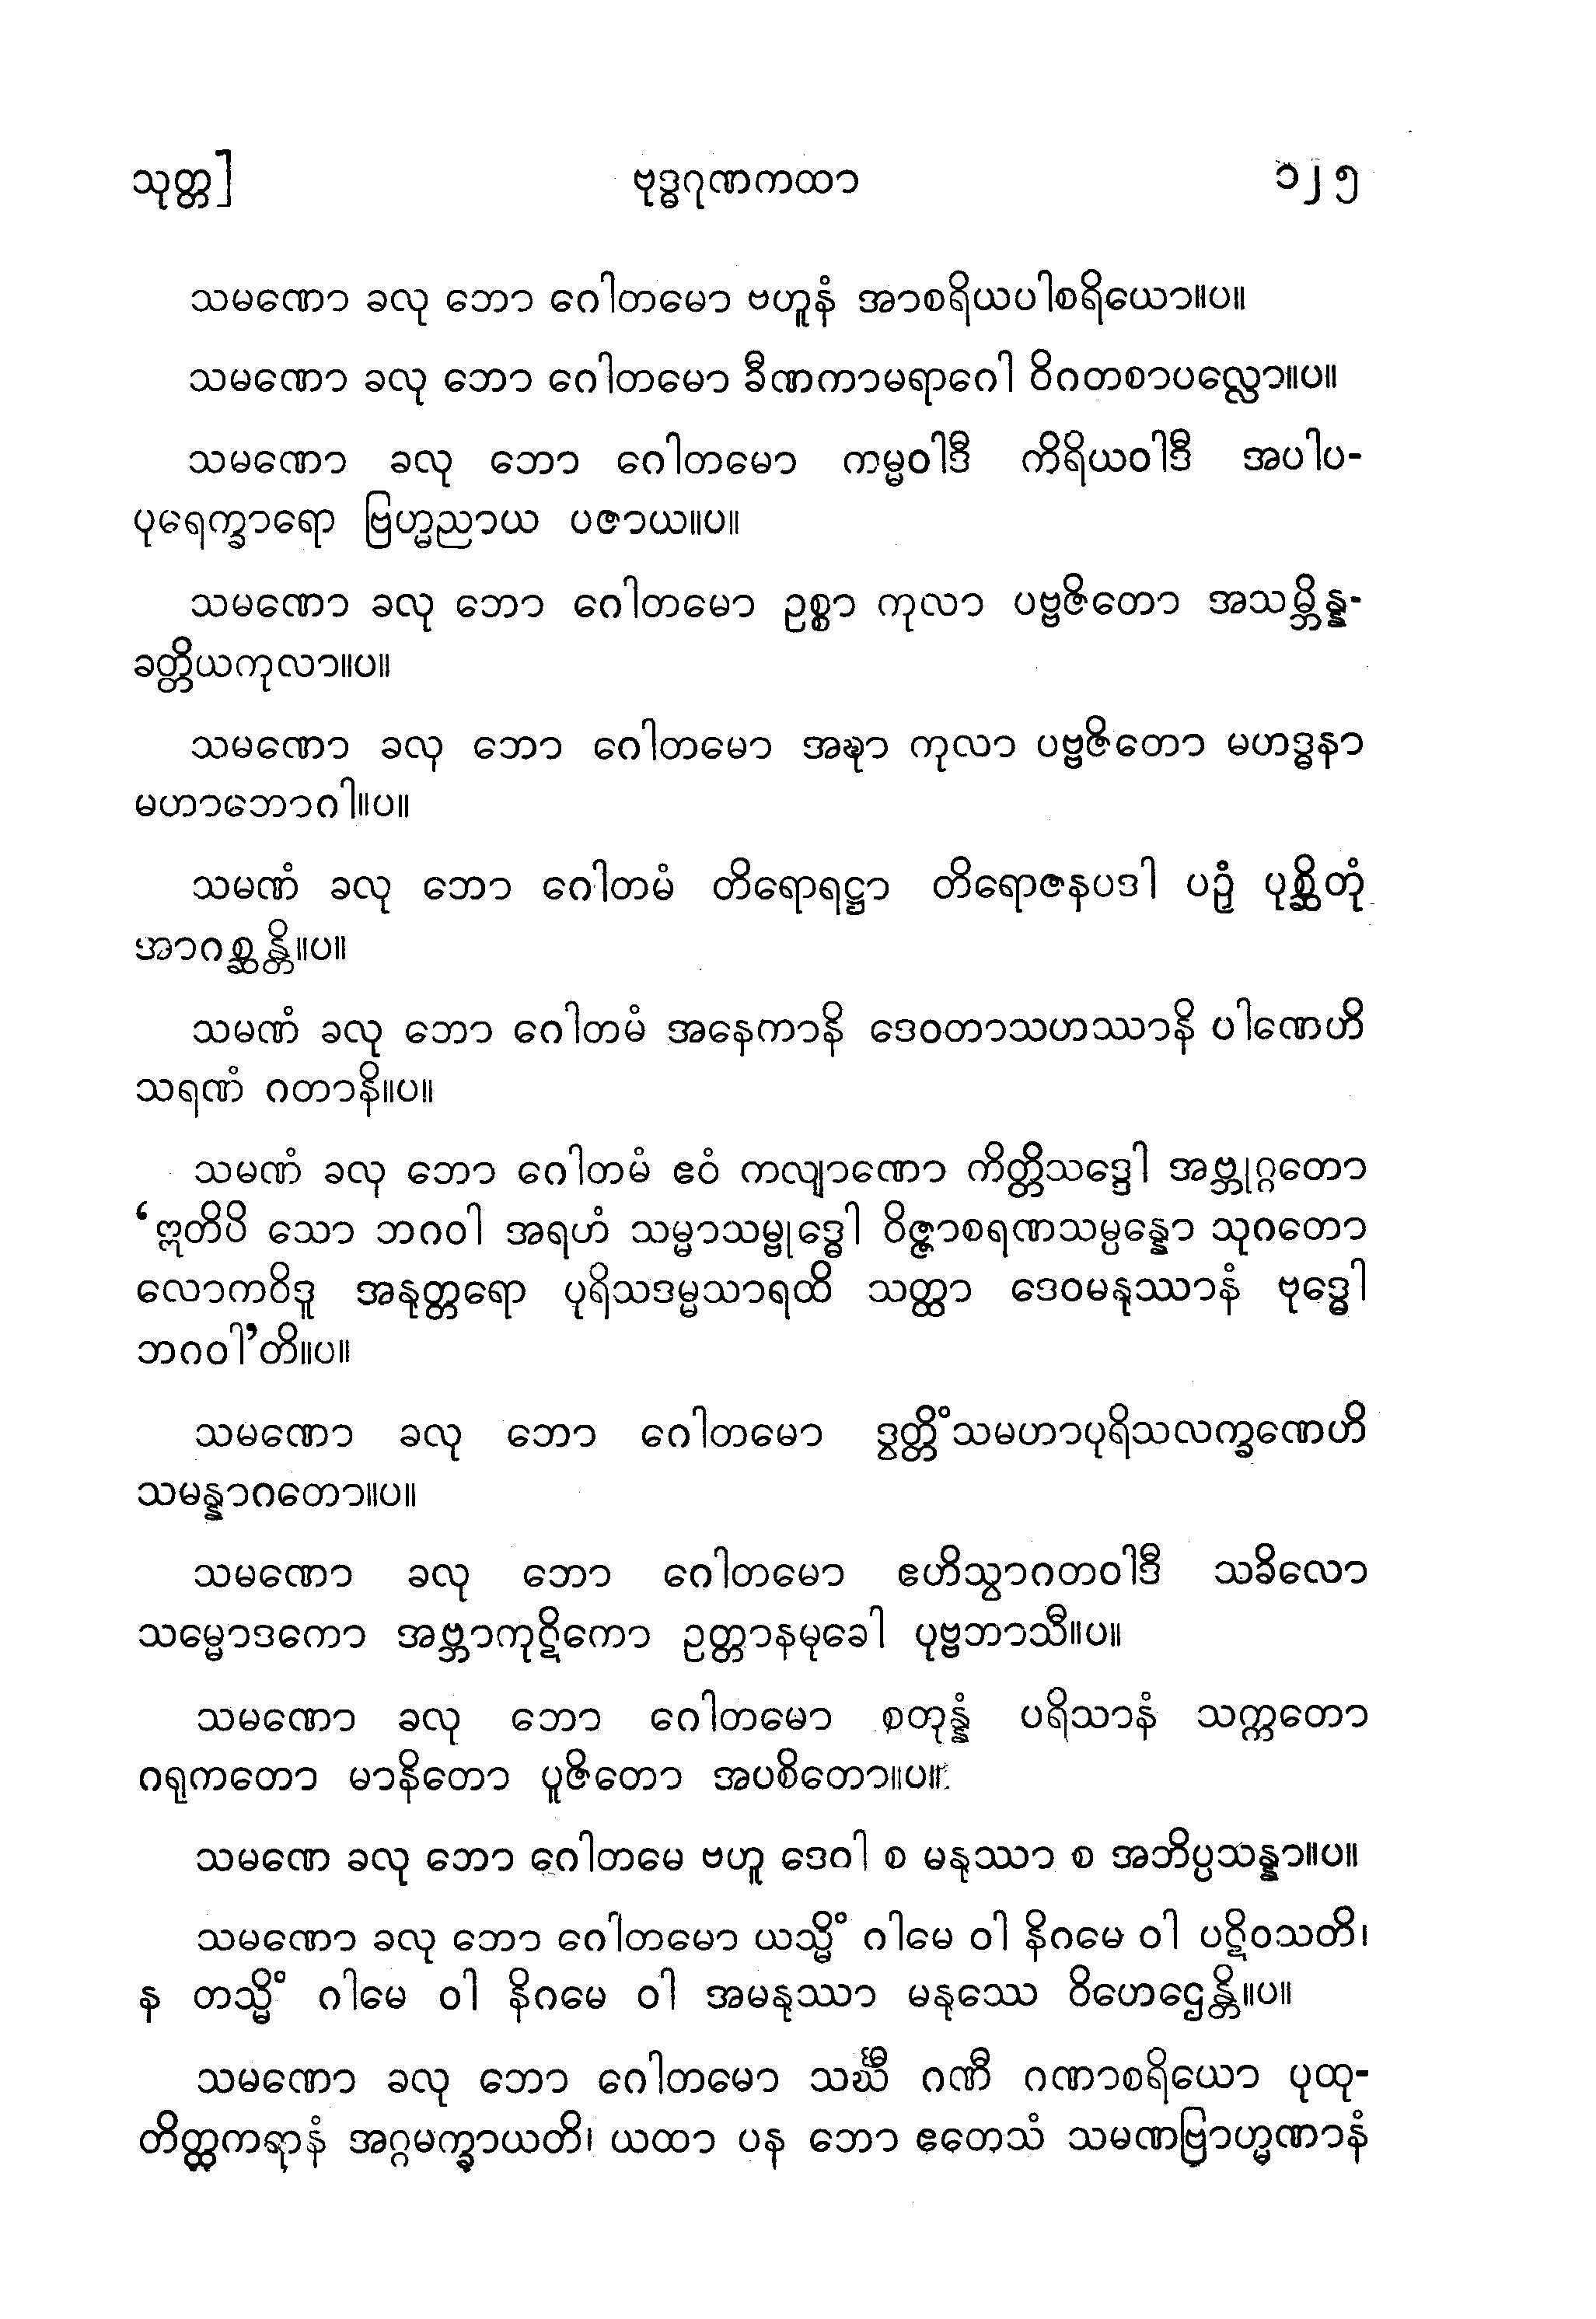 သုတ္တ] ဗုဒ္ဓဂုဏကထာ ၁၂၅
သမဏော ခလု ဘော ဂေါတမော ဗဟူနံ အာစရိယပါစရိယော။ပ။
သမဏော ခလု ဘော ဂေါတမော ခီဏကာမရာဂေါ ဝိဂတစာပလ္လော။ပ။
သမဏော ခလု ဘော ဂေါတမော ကမ္မဝါဒီ ကိရိယဝါဒီ အပါပ-
ပုရေက္ခာရော ဗြဟ္မညာယ ပဇာယ။ပ။
သမဏော ခလု ဘော ဂေါတမော ဥစ္စာ ကုလာ ပဗ္ဗဇိတော အသမ္ဘိန္န-
ခတ္တိယကုလာ။ပ။
သမဏော ခလု ဘော ဂေါတမော အဍ္ဎာ ကုလာ ပဗ္ဗဇိတော မဟဒ္ဓနာ
မဟာဘောဂါ။ပ။
သမဏံ ခလု ဘော ဂေါတမံ တိရောရဋ္ဌာ တိရောဇနပဒါ ပဉှံ ပုစ္ဆိတုံ
အာဂစ္ဆန္တိ။ပ။
သမဏံ ခလု ဘော ဂေါတမံ အနေကာနိ ဒေဝတာသဟဿာနိ ပါဏေဟိ
သရဏံ ဂတာနိ။ပ။
သမဏံ ခလု ဘော ဂေါတမံ ဧဝံ ကလျာဏော ကိတ္တိသဒ္ဒေါ အဗ္ဘုဂ္ဂတော
‘ဣတိပိ သော ဘဂဝါ အရဟံ သမ္မာသမ္ဗုဒ္ဓေါ ဝိဇ္ဇာစရဏသမ္ပန္နော သုဂတော
လောကဝိဒူ အနုတ္တရော ပုရိသဒမ္မသာရထိ သတ္ထာ ဒေဝမနုဿာနံ ဗုဒ္ဓေါ
ဘဂဝါ’တိ။ပ။
သမဏော ခလု ဘော ဂေါတမော ဒွတ္တိံသမဟာပုရိသလက္ခဏေဟိ
သမန္နာဂတော။ပ။
သမဏော ခလု ဘော ဂေါတမော ဧဟိသွာဂတဝါဒီ သခိလော
သမ္မောဒကော အဗ္ဘာကုဋိကော ဥတ္တာနမုခေါ ပုဗ္ဗဘာသီ။ပ။
သမဏော ခလု ဘော ဂေါတမော စတုန္နံ ပရိသာနံ သက္ကတော
ဂရုကတော မာနိတော ပူဇိတော အပစိတော။ပ။
သမဏေ ခလု ဘော ဂေါတမေ ဗဟူ ဒေဝါ စ မနုဿာ စ အဘိပ္ပသန္နာ။ပ။
သမဏော ခလု ဘော ဂေါတမော ယသ္မိံ ဂါမေ ဝါ နိဂမေ ဝါ ပဋိဝသတိ၊
န တသ္မိံ ဂါမေ ဝါ နိဂမေ ဝါ အမနုဿာ မနုဿေ ဝိဟေဌေန္တိ။ပ။
သမဏော ခလု ဘော ဂေါတမော သင်္ဃီ ဂဏီ ဂဏာစရိယော ပုထု-
တိတ္ထကရာနံ အဂ္ဂမက္ခာယတိ၊ ယထာ ပန ဘော ဧတေသံ သမဏဗြာဟ္မဏာနံ